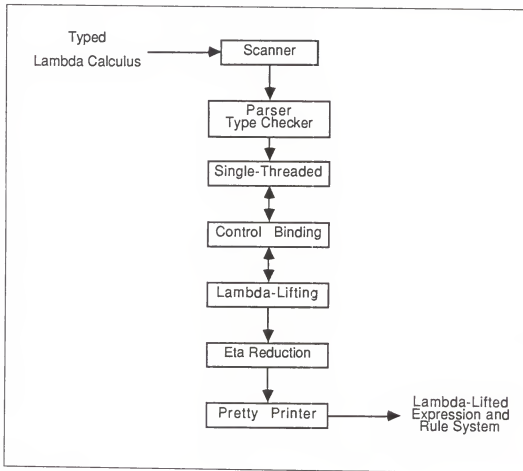 Typed
Lambda Calculus
Scanner
Parser
Type Checker
Single-Threaded
Control Binding
Lambda-Lifting
Eta Reduction
Pretty Printer
Lambda-Lifted
Expression and
Rule System